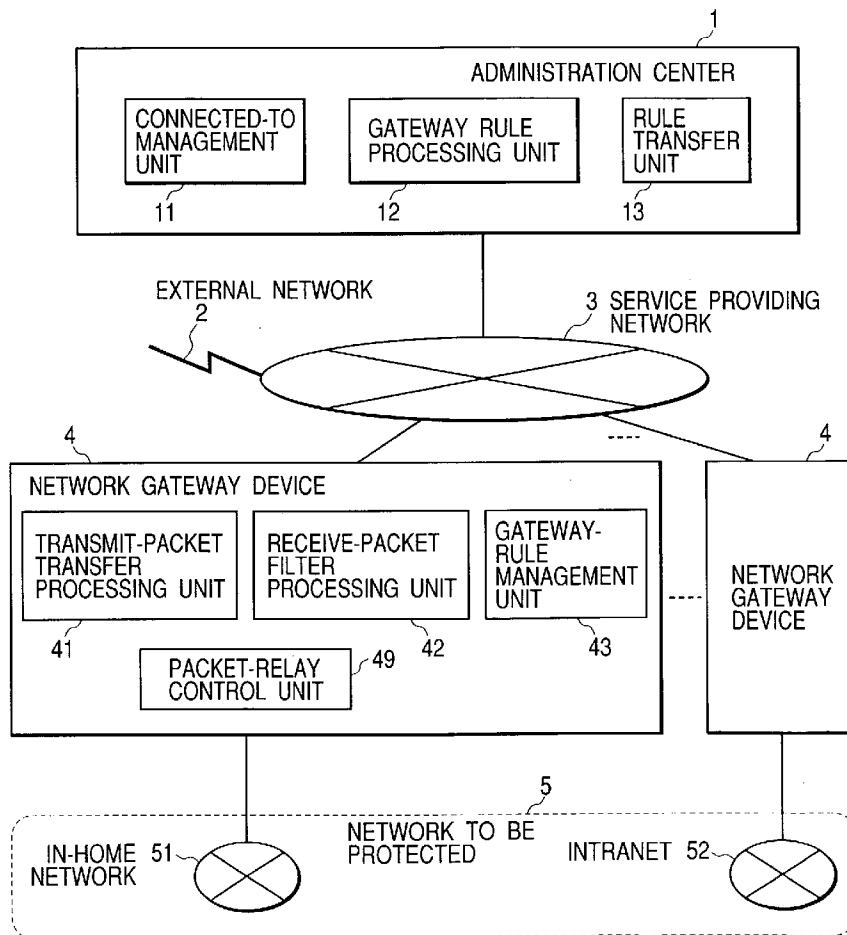 1
ADMINISTRATION CENTER
CONNECTED-TO
MANAGEMENT
UNIT
GATEWAY RULE
PROCESSING UNIT
RULE
TRANSFER
UNIT
11
12
13
EXTERNAL NETWORK
2
3 SERVICE PROVIDING
NETWORK
4
4
NETWORK GATEWAY DEVICE
TRANSMIT-PACKET
TRANSFER
PROCESSING UNIT
RECEIVE-PACKET
FILTER
PROCESSING UNIT
GATEWAY-
RULE
MANAGEMENT
UNIT
NETWORK
GATEWAY
DEVICE
41
42
43
PACKET-RELAY
CONTROL UNIT
49
5
IN-HOME
NETWORK
51
NETWORK TO BE
PROTECTED
INTRANET 52